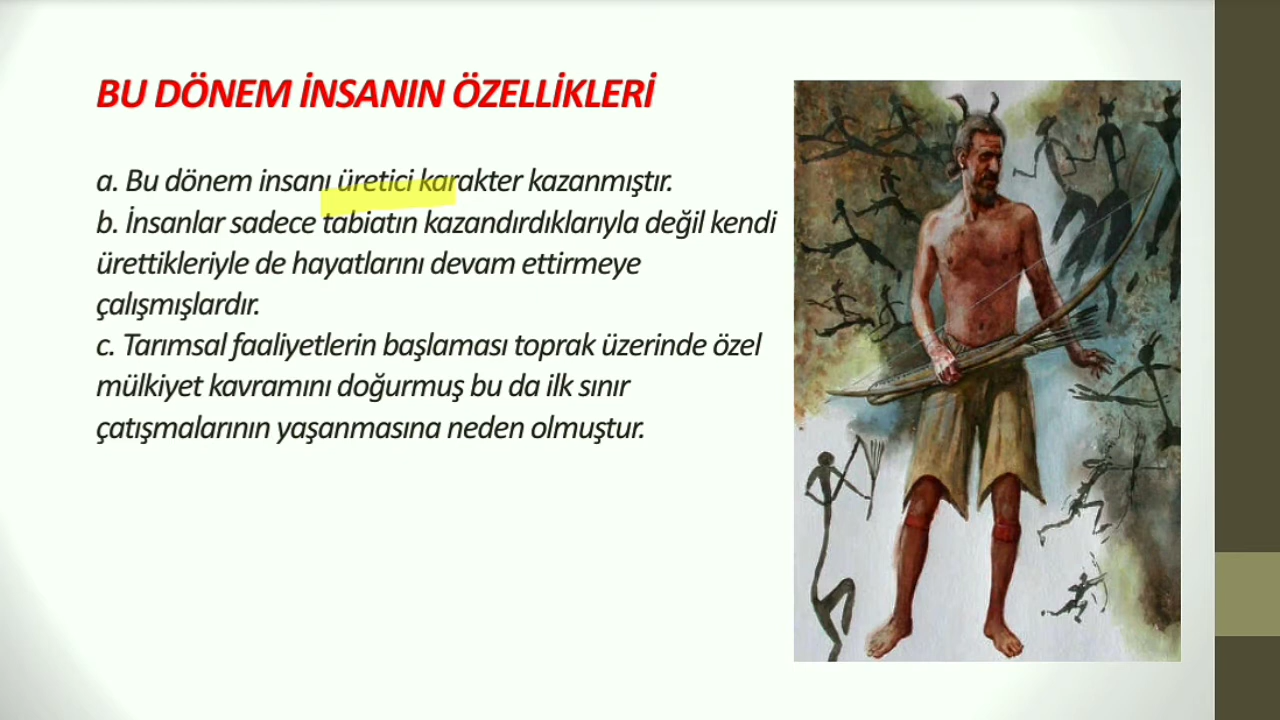 BU DÖNEM İNSANIN ÖZELLİKLERİ
a. Bu dönem insanı üretici karakter kazanmıştır.
b. İnsanlar sadece tabiatın kazandırdıklarıyla değil kendi
ürettikleriyle de hayatlarını devam ettirmeye
çalışmışlardır.
c. Tarımsal faaliyetlerin başlaması toprak üzerinde özel
mülkiyet kavramını doğurmuş bu da ilk sınır
çatışmalarının yaşanmasına neden olmuştur.